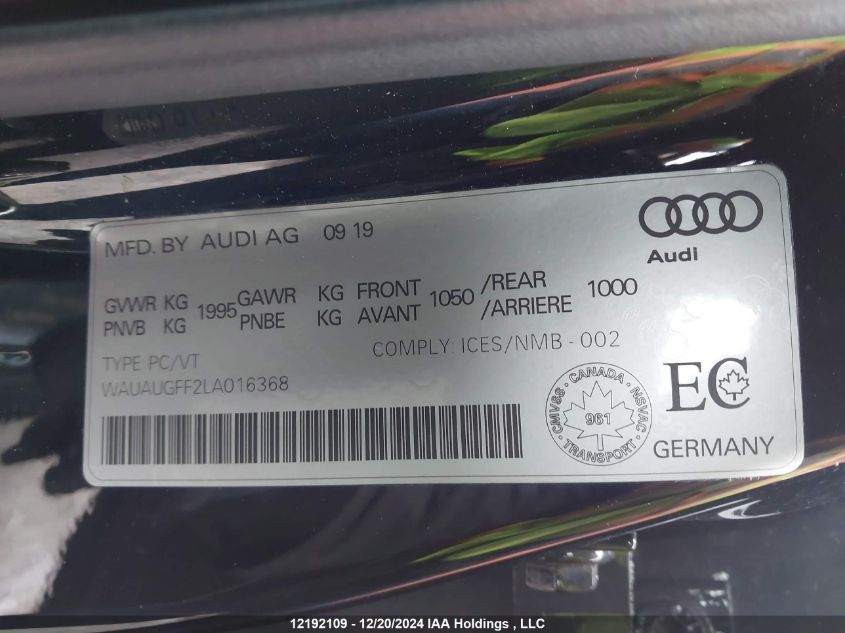 MFD. BY AUDI AG 09 19
Audi
GVWR KG 1995 GAWR KG FRONT 1050 /REAR 1000
PNVB KG PNBE KG AVANT /ARRIERE
COMPLY: ICES/NMB - 002
TYPE PC/VT
WAUAUGFF2LA016368
CMVSS CANADA NSVAC TRANSPORT
961
EC
GERMANY
12192109 - 12/20/2024 IAA Holdings , LLC